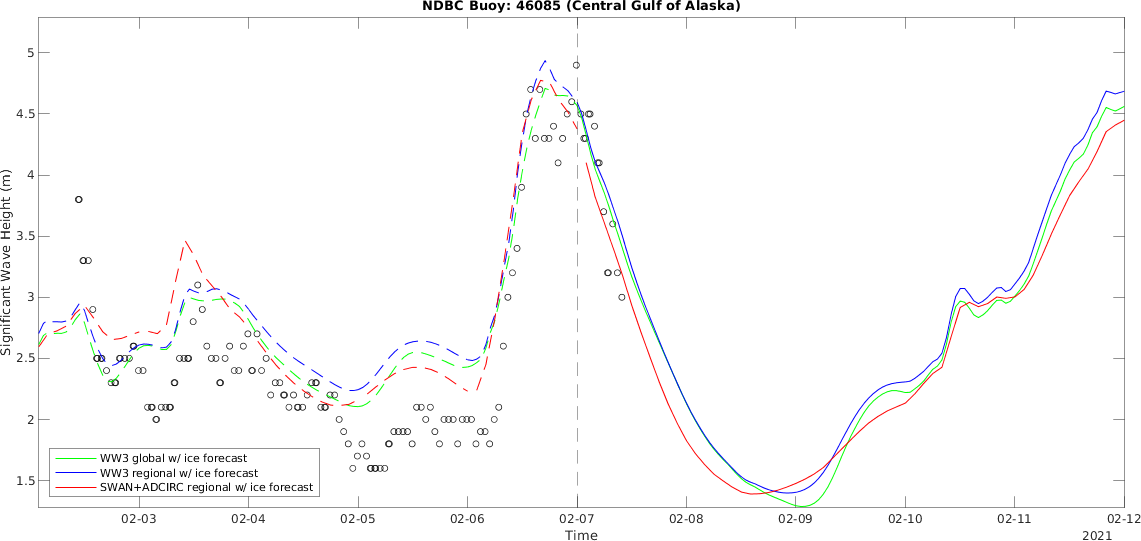 NDBC Buoy: 46085 (Central Gulf of Alaska)
Significant Wave Height (m)
5
4.5
4
3.5
3
2.5
2
1.5
WW3 global w/ ice forecast
WW3 regional w/ ice forecast
SWAN+ADCIRC regional w/ ice forecast
02-03 02-04 02-05 02-06 02-07 02-08 02-09 02-10 02-11 02-12
Time
2021